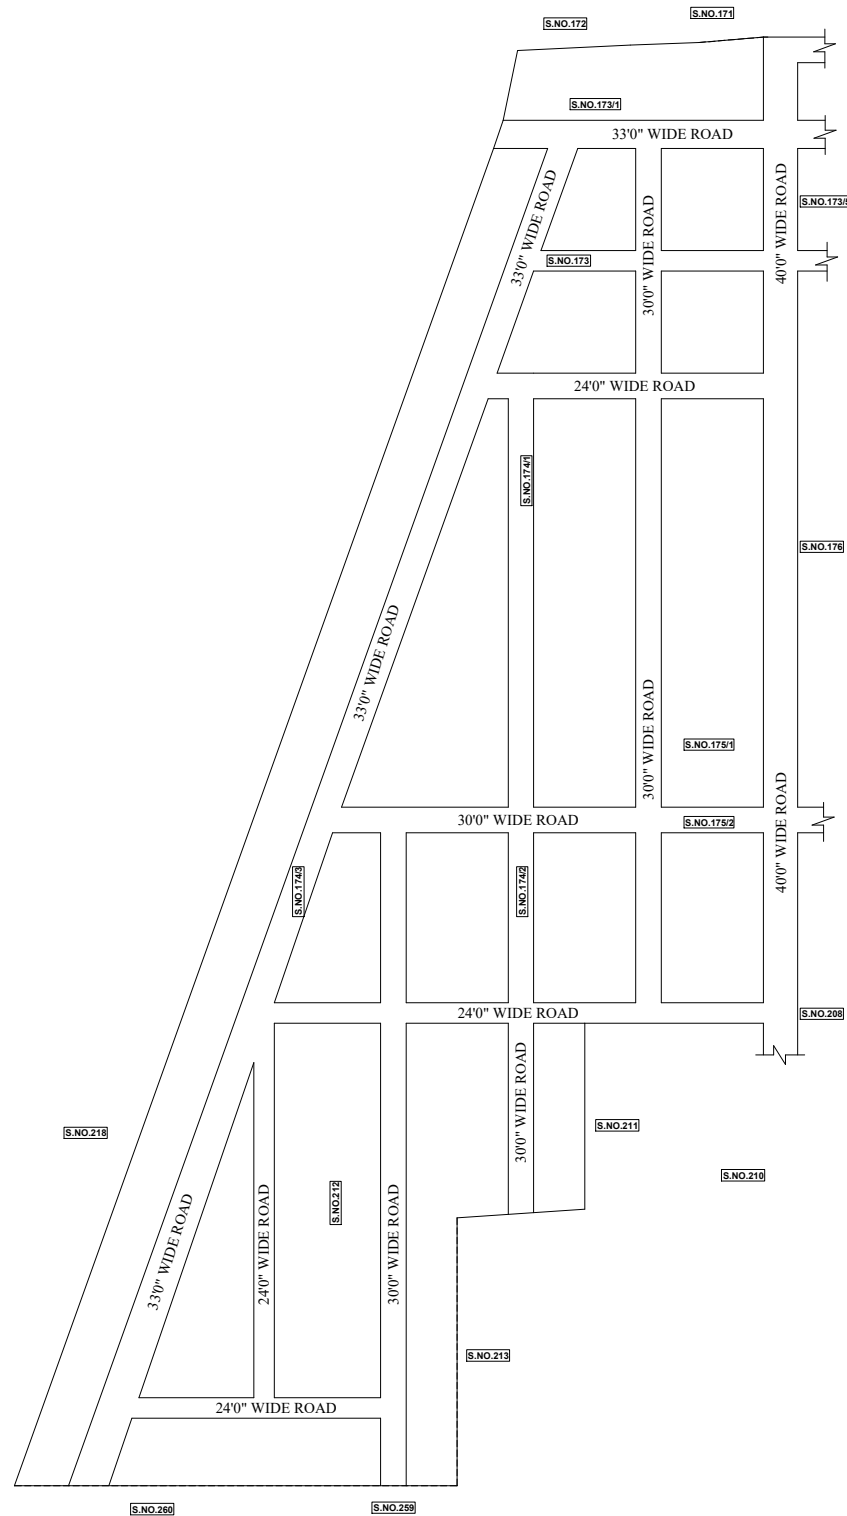 S.NO.171
S.NO.172
S.NO.173/1
33'0" WIDE ROAD
S.NO.173/5
33'0" WIDE ROAD
30'0" WIDE ROAD
40'0" WIDE ROAD
S.NO.173
24'0" WIDE ROAD
S.NO.174/1
S.NO.176
33'0" WIDE ROAD
30'0" WIDE ROAD
S.NO.175/1
30'0" WIDE ROAD
S.NO.175/2
40'0" WIDE ROAD
S.NO.174/3
S.NO.174/2
24'0" WIDE ROAD
S.NO.208
30'0" WIDE ROAD
S.NO.211
S.NO.218
S.NO.210
S.NO.212
33'0" WIDE ROAD
24'0" WIDE ROAD
30'0" WIDE ROAD
S.NO.213
24'0" WIDE ROAD
S.NO.260
S.NO.259